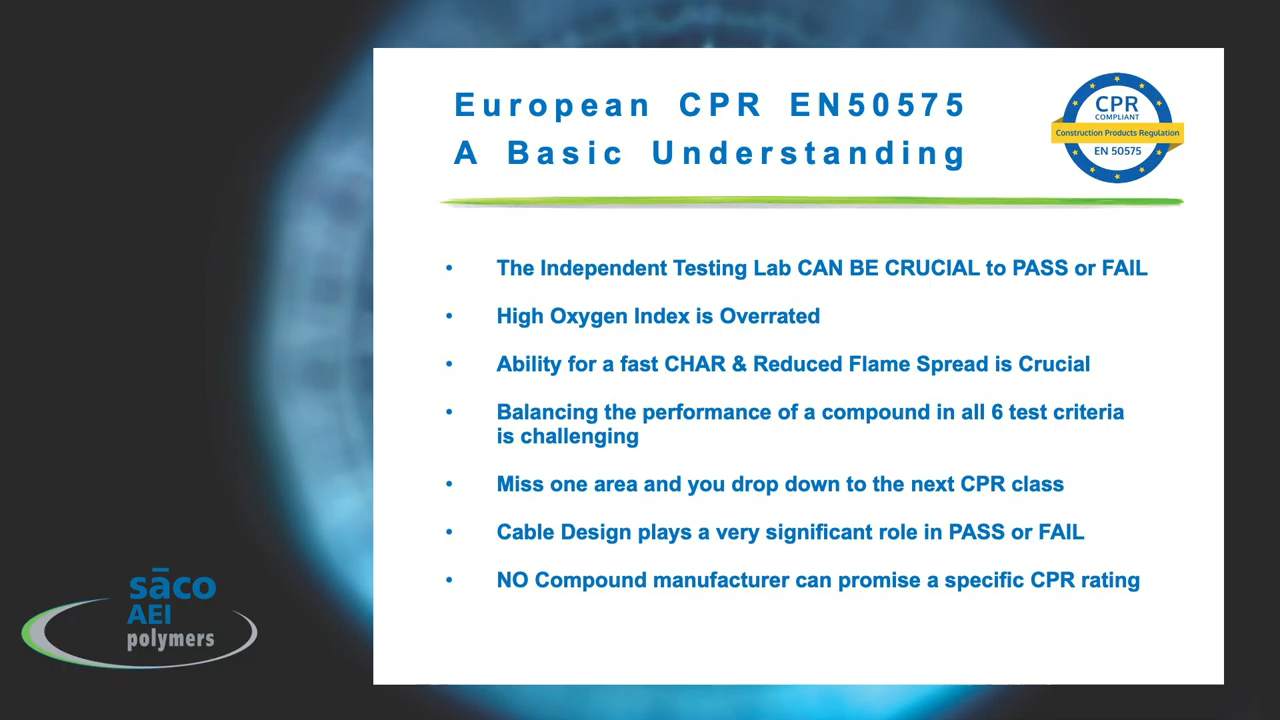 European CPR EN50575
A Basic Understanding
CPR
COMPLIANT
Construction Products Regulation
EN 50575
• The Independent Testing Lab CAN BE CRUCIAL to PASS or FAIL
• High Oxygen Index is Overrated
• Ability for a fast CHAR & Reduced Flame Spread is Crucial
• Balancing the performance of a compound in all 6 test criteria
is challenging
• Miss one area and you drop down to the next CPR class
• Cable Design plays a very significant role in PASS or FAIL
• NO Compound manufacturer can promise a specific CPR rating
sāco
AEI
polymers